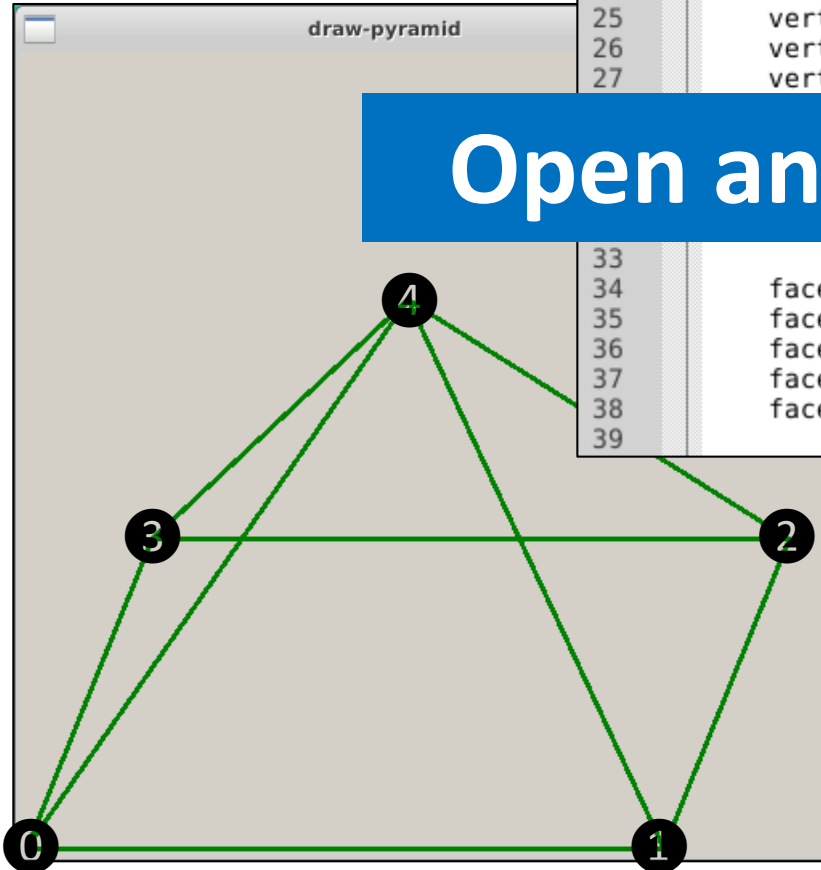 draw-pyramid
25 vert
26 vert
27 vert
Open an
33
34 face
35 face
36 face
37 face
38 face
39
4
3
2
0
1